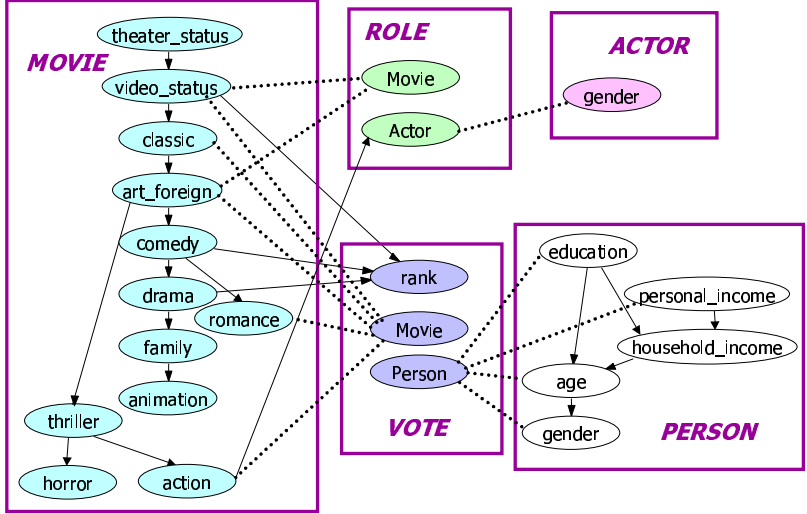 MOVIE
theater_status
video_status
classic
art_foreign
comedy
drama
romance
family
animation
thriller
horror
action
ROLE
Movie
Actor
ACTOR
gender
rank
Movie
Person
VOTE
education
personal_income
household_income
age
gender
PERSON